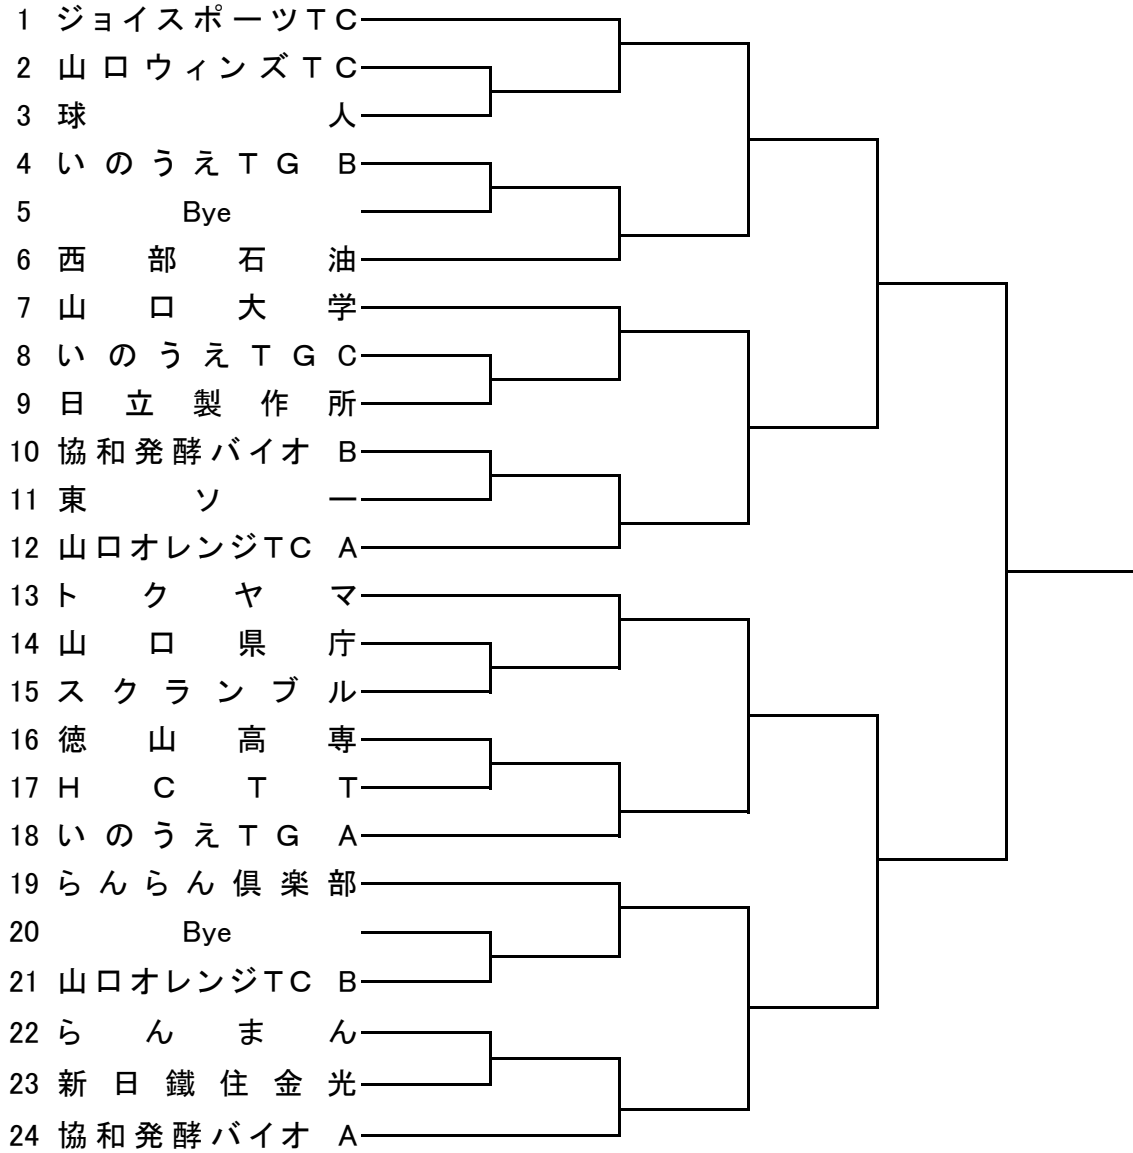 1 ジョイスポーツTC
2 山口ウィンズTC
3 球人
4 いのうえTG B
5 Bye
6 西部石油
7 山口大学
8 いのうえTG C
9 日立製作所
10 協和発酵バイオ B
11 東ソー
12 山口オレンジTC A
13 トクヤマ
14 山口県庁
15 スクランブル
16 徳山高専
17 HCTT
18 いのうえTG A
19 らんらん倶楽部
20 Bye
21 山口オレンジTC B
22 らんまん
23 新日鐵住金光
24 協和発酵バイオ A